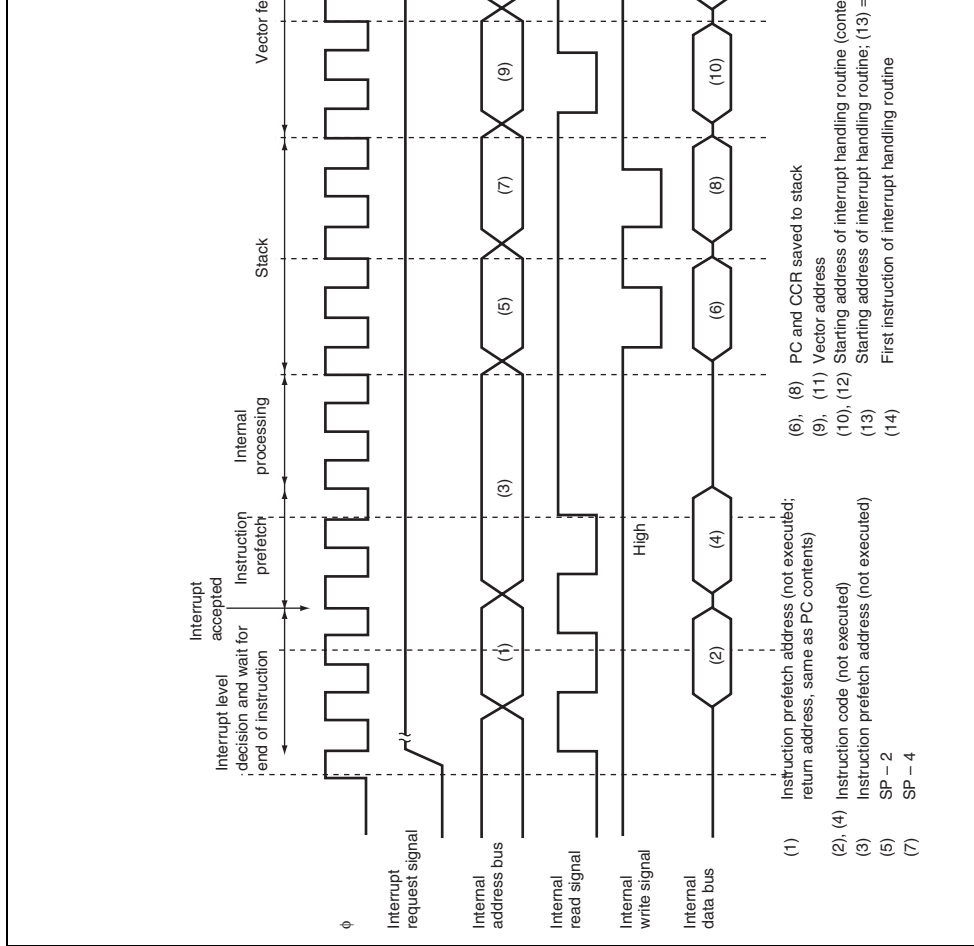 Interrupt level
decision and wait for
end of instruction
Interrupt
accepted
Instruction
prefetch
Internal
processing
Stack
Vector fe
φ
Interrupt
request signal
Internal
address bus
(1)
(3)
(5)
(7)
(9)
Internal
read signal
Internal
write signal
High
Internal
data bus
(2)
(4)
(6)
(8)
(10)
(1) Instruction prefetch address (not executed;
return address, same as PC contents)
(2), (4) Instruction code (not executed)
(3) Instruction prefetch address (not executed)
(5) SP – 2
(7) SP – 4
(6), (8) PC and CCR saved to stack
(9), (11) Vector address
(10), (12) Starting address of interrupt handling routine (conte
(13) Starting address of interrupt handling routine; (13) =
(14) First instruction of interrupt handling routine